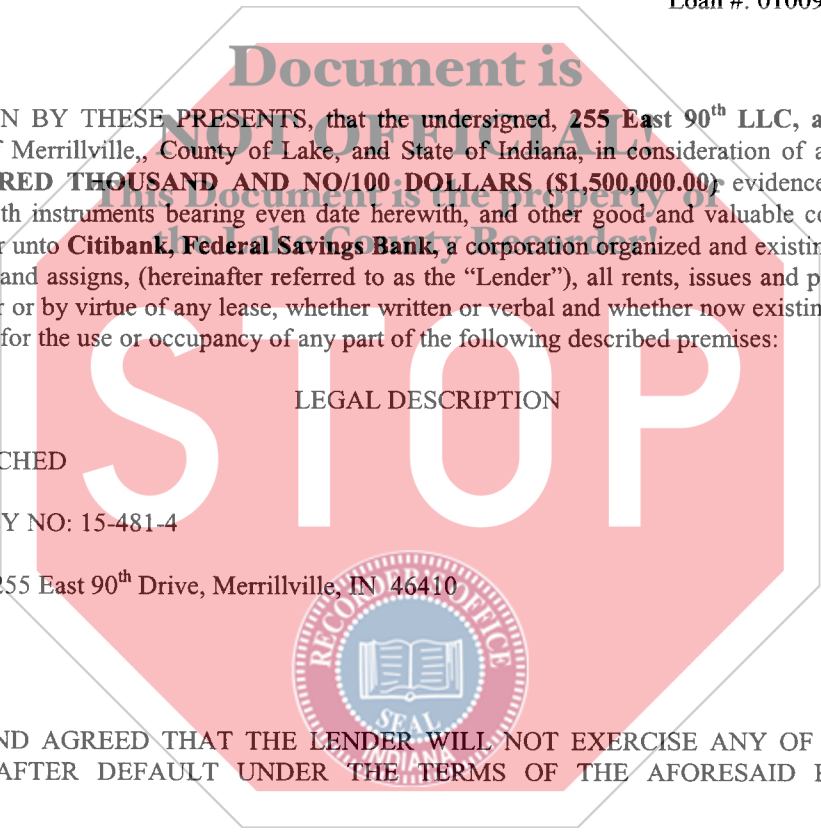 Loan #: 01009
Document is
N BY THESE PRESENTS, that the undersigned, 255 East 90th LLC, a
NOT OFFICIAL!
f Merrillville,, County of Lake, and State of Indiana, in consideration of a
RED THOUSAND AND NO/100 DOLLARS ($1,500,000.00) evidence
This Document is the property of
th instruments bearing even date herewith, and other good and valuable co
the Lake County Recorder!
r unto Citibank, Federal Savings Bank, a corporation organized and existin
and assigns, (hereinafter referred to as the “Lender”), all rents, issues and p
r or by virtue of any lease, whether written or verbal and whether now existin
for the use or occupancy of any part of the following described premises:
STOP
LEGAL DESCRIPTION
CHED
Y NO: 15-481-4
255 East 90th Drive, Merrillville, IN 46410
RECORDER'S OFFICE
SEAL
INDIANA
ND AGREED THAT THE LENDER WILL NOT EXERCISE ANY OF
AFTER DEFAULT UNDER THE TERMS OF THE AFORESAID